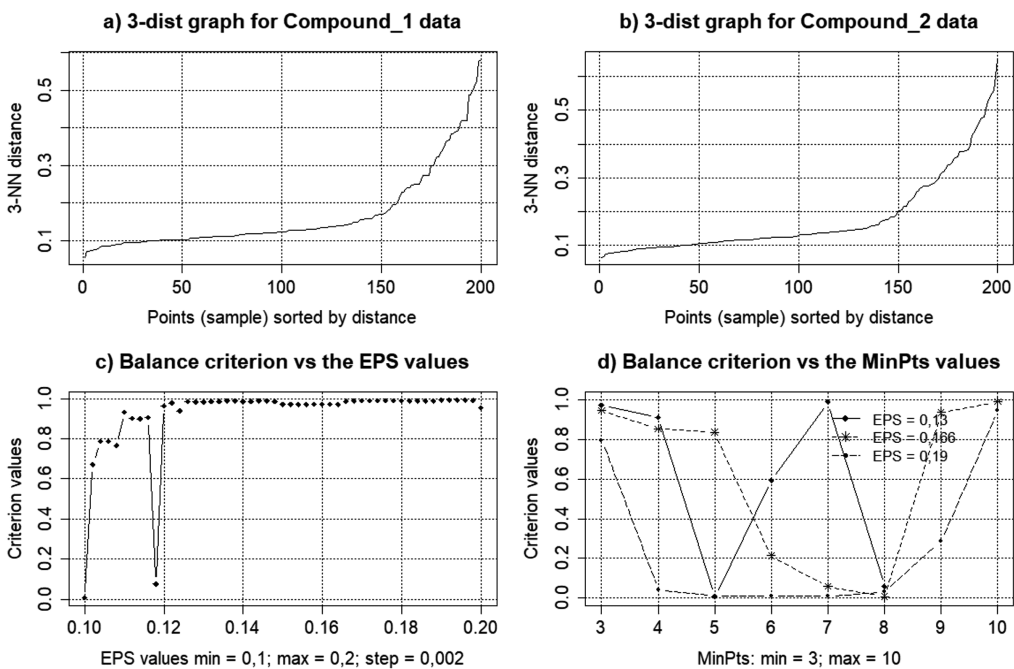 a) 3-dist graph for Compound_1 data
3-NN distance
0.1
0.3
0.5
0
50
100
150
200
Points (sample) sorted by distance
b) 3-dist graph for Compound_2 data
3-NN distance
0.1
0.3
0.5
0
50
100
150
200
Points (sample) sorted by distance
c) Balance criterion vs the EPS values
Criterion values
0.0
0.2
0.4
0.6
0.8
1.0
0.10
0.12
0.14
0.16
0.18
0.20
EPS values min = 0,1; max = 0,2; step = 0,002
d) Balance criterion vs the MinPts values
Criterion values
0.0
0.2
0.4
0.6
0.8
1.0
EPS = 0,13
EPS = 0,166
EPS = 0,19
3
4
5
6
7
8
9
10
MinPts: min = 3; max = 10